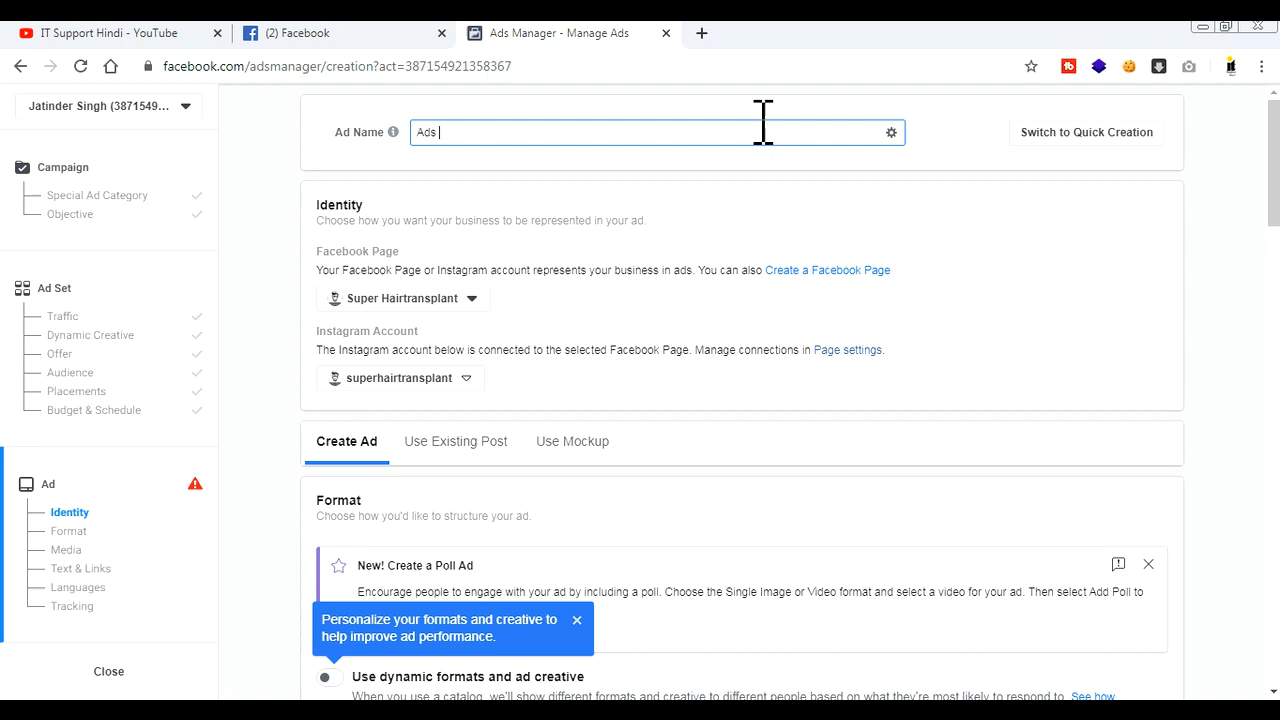 IT Support Hindi - YouTube
(2) Facebook
Ads Manager - Manage Ads
facebook.com/adsmanager/creation?act=387154921358367
Jatinder Singh (3871549...
Ad Name
Ads
Switch to Quick Creation
Campaign
Special Ad Category
Objective
Ad Set
Traffic
Dynamic Creative
Offer
Audience
Placements
Budget & Schedule
Ad
Identity
Format
Media
Text & Links
Languages
Tracking
Close
Identity
Choose how you want your business to be represented in your ad.
Facebook Page
Your Facebook Page or Instagram account represents your business in ads. You can also Create a Facebook Page
Super Hairtransplant
Instagram Account
The Instagram account below is connected to the selected Facebook Page. Manage connections in Page settings.
superhairtransplant
Create Ad
Use Existing Post
Use Mockup
Format
Choose how you'd like to structure your ad.
New! Create a Poll Ad
Encourage people to engage with your ad by including a poll. Choose the Single Image or Video format and select a video for your ad. Then select Add Poll to
Personalize your formats and creative to
help improve ad performance.
Use dynamic formats and ad creative
When you use a catalog, we'll show different formats and creative to different people based on what they're most likely to respond to. See how